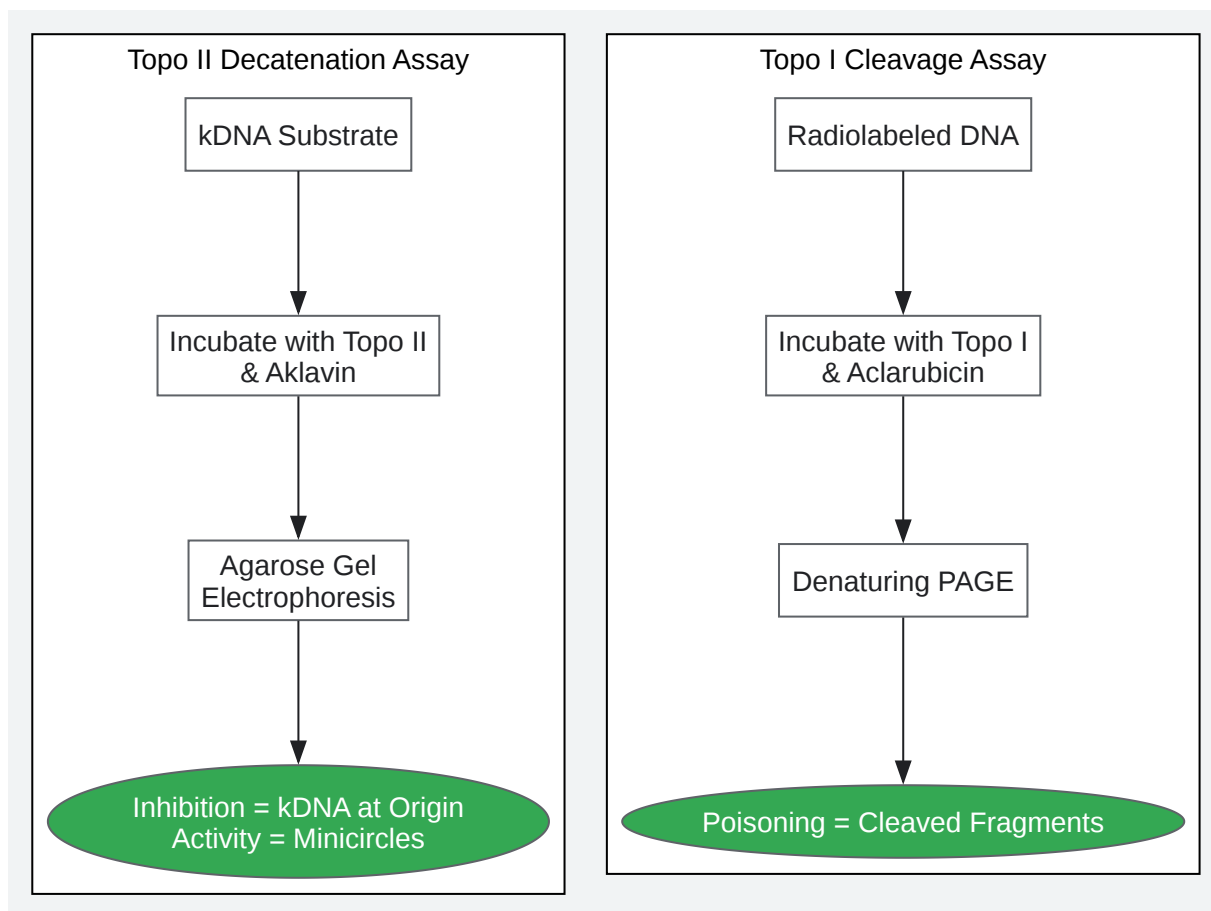 Topo II Decatenation Assay
kDNA Substrate
Incubate with Topo II
& Aklavin
Agarose Gel
Electrophoresis
Inhibition = kDNA at Origin
Activity = Minicircles
Topo I Cleavage Assay
Radiolabeled DNA
Incubate with Topo I
& Aclarubicin
Denaturing PAGE
Poisoning = Cleaved Fragments